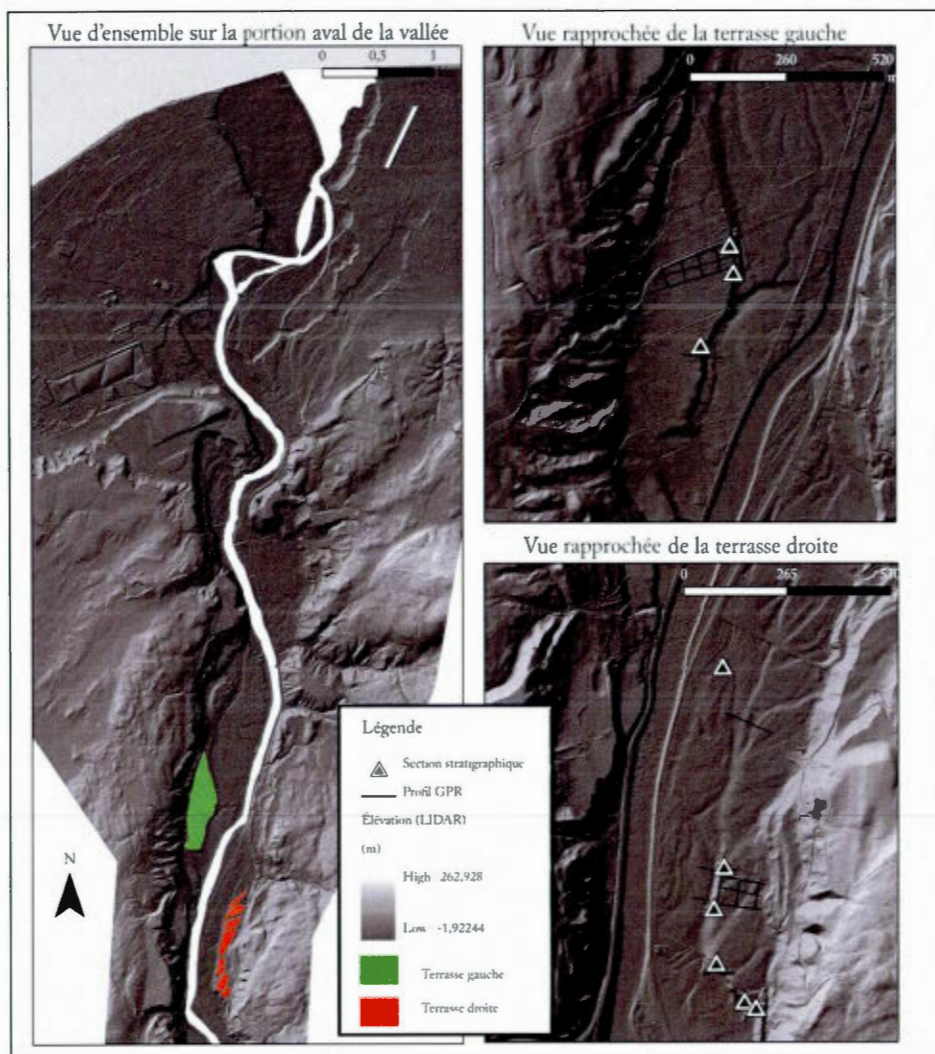 Vue d'ensemble sur la portion aval de la vallée
0 0,5 1
Vue rapprochée de la terrasse gauche
0 260 520
m
Vue rapprochée de la terrasse droite
0 265 530
Légende
Section stratigraphique
Profil GPR
Élévation (LIDAR)
(m)
High 262,928
Low -1,92244
Terrasse gauche
Terrasse droite
N